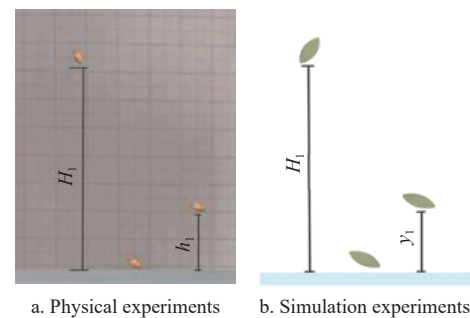 H₁
h₁
H₁
y₁
a. Physical experiments
b. Simulation experiments